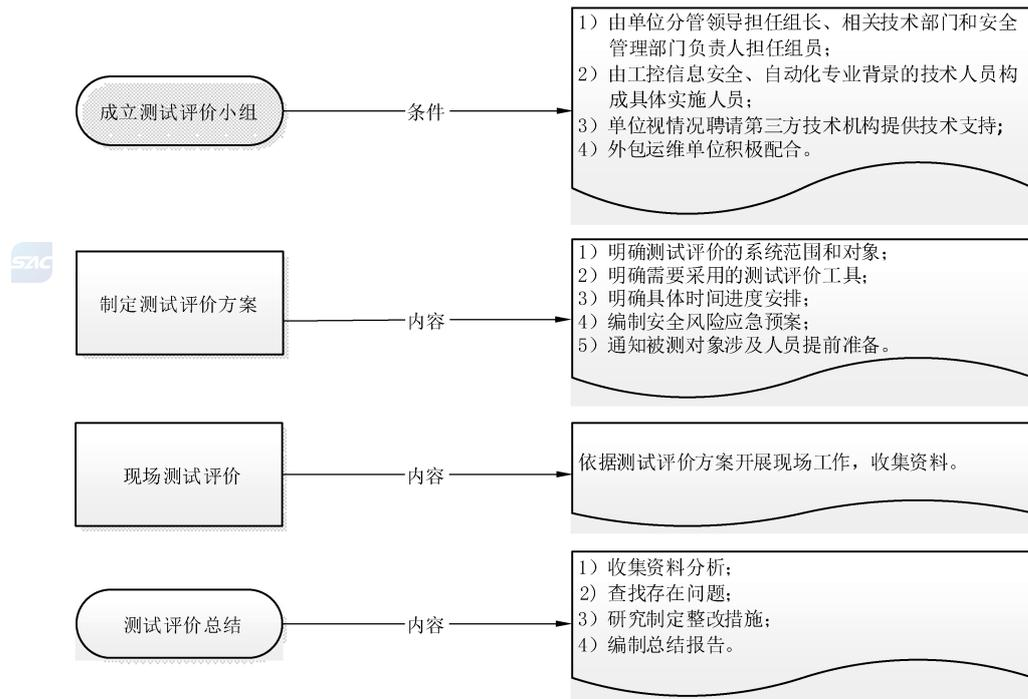 成立测试评价小组
条件
1）由单位分管领导担任组长、相关技术部门和安全
管理部门负责人担任组员；
2）由工控信息安全、自动化专业背景的技术人员构
成具体实施人员；
3）单位视情况聘请第三方技术机构提供技术支持；
4）外包运维单位积极配合。
SAC
制定测试评价方案
内容
1）明确测试评价的系统范围和对象；
2）明确需要采用的测试评价工具；
3）明确具体时间进度安排；
4）编制安全风险应急预案；
5）通知被测对象涉及人员提前准备。
现场测试评价
内容
依据测试评价方案开展现场工作，收集资料。
测试评价总结
内容
1）收集资料分析；
2）查找存在问题；
3）研究制定整改措施；
4）编制总结报告。